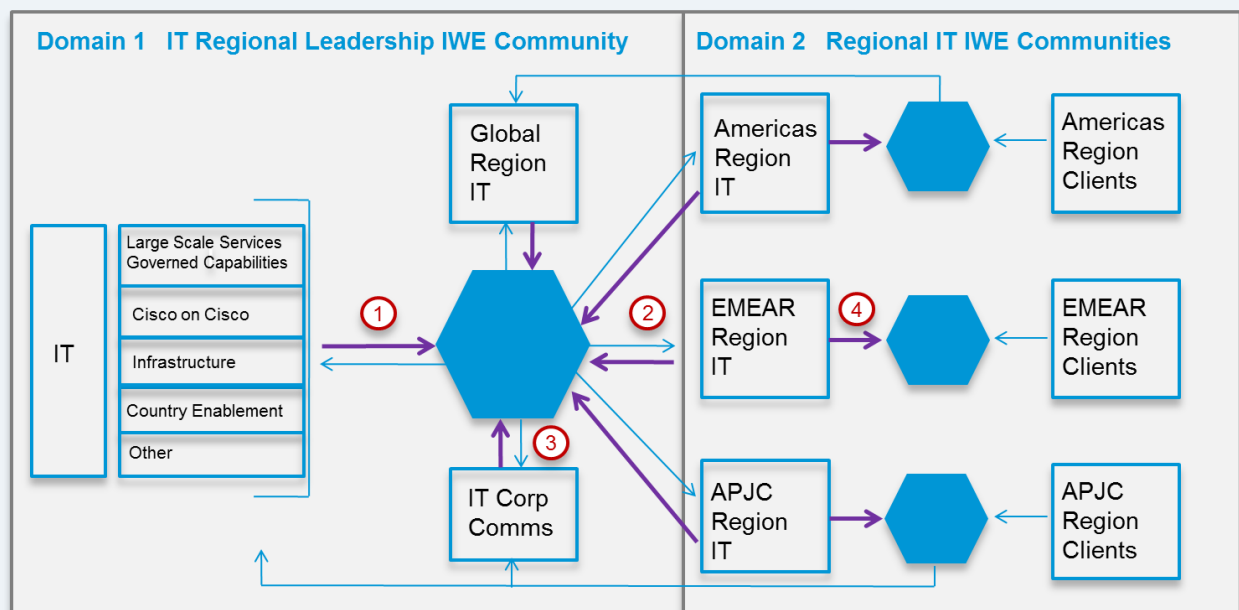 Domain 1 IT Regional Leadership IWE Community
Domain 2 Regional IT IWE Communities
Global
Region
IT
Americas
Region
IT
Americas
Region
Clients
IT
Large Scale Services
Governed Capabilities
Cisco on Cisco
Infrastructure
Country Enablement
Other
1
2
EMEAR
Region
IT
4
EMEAR
Region
Clients
3
IT Corp
Comms
APJC
Region
IT
APJC
Region
Clients